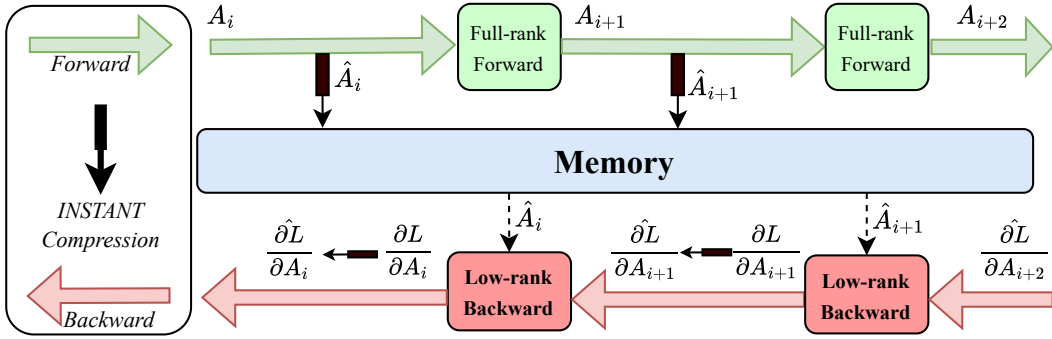 Forward
INSTANT
Compression
Backward
A_i
Full-rank
Forward
A_{i+1}
Full-rank
Forward
A_{i+2}
Â_i
Â_{i+1}
Memory
Â_i
Â_{i+1}
∂̂L/∂A_i
∂L/∂A_i
Low-rank
Backward
∂̂L/∂A_{i+1}
∂L/∂A_{i+1}
Low-rank
Backward
∂̂L/∂A_{i+2}